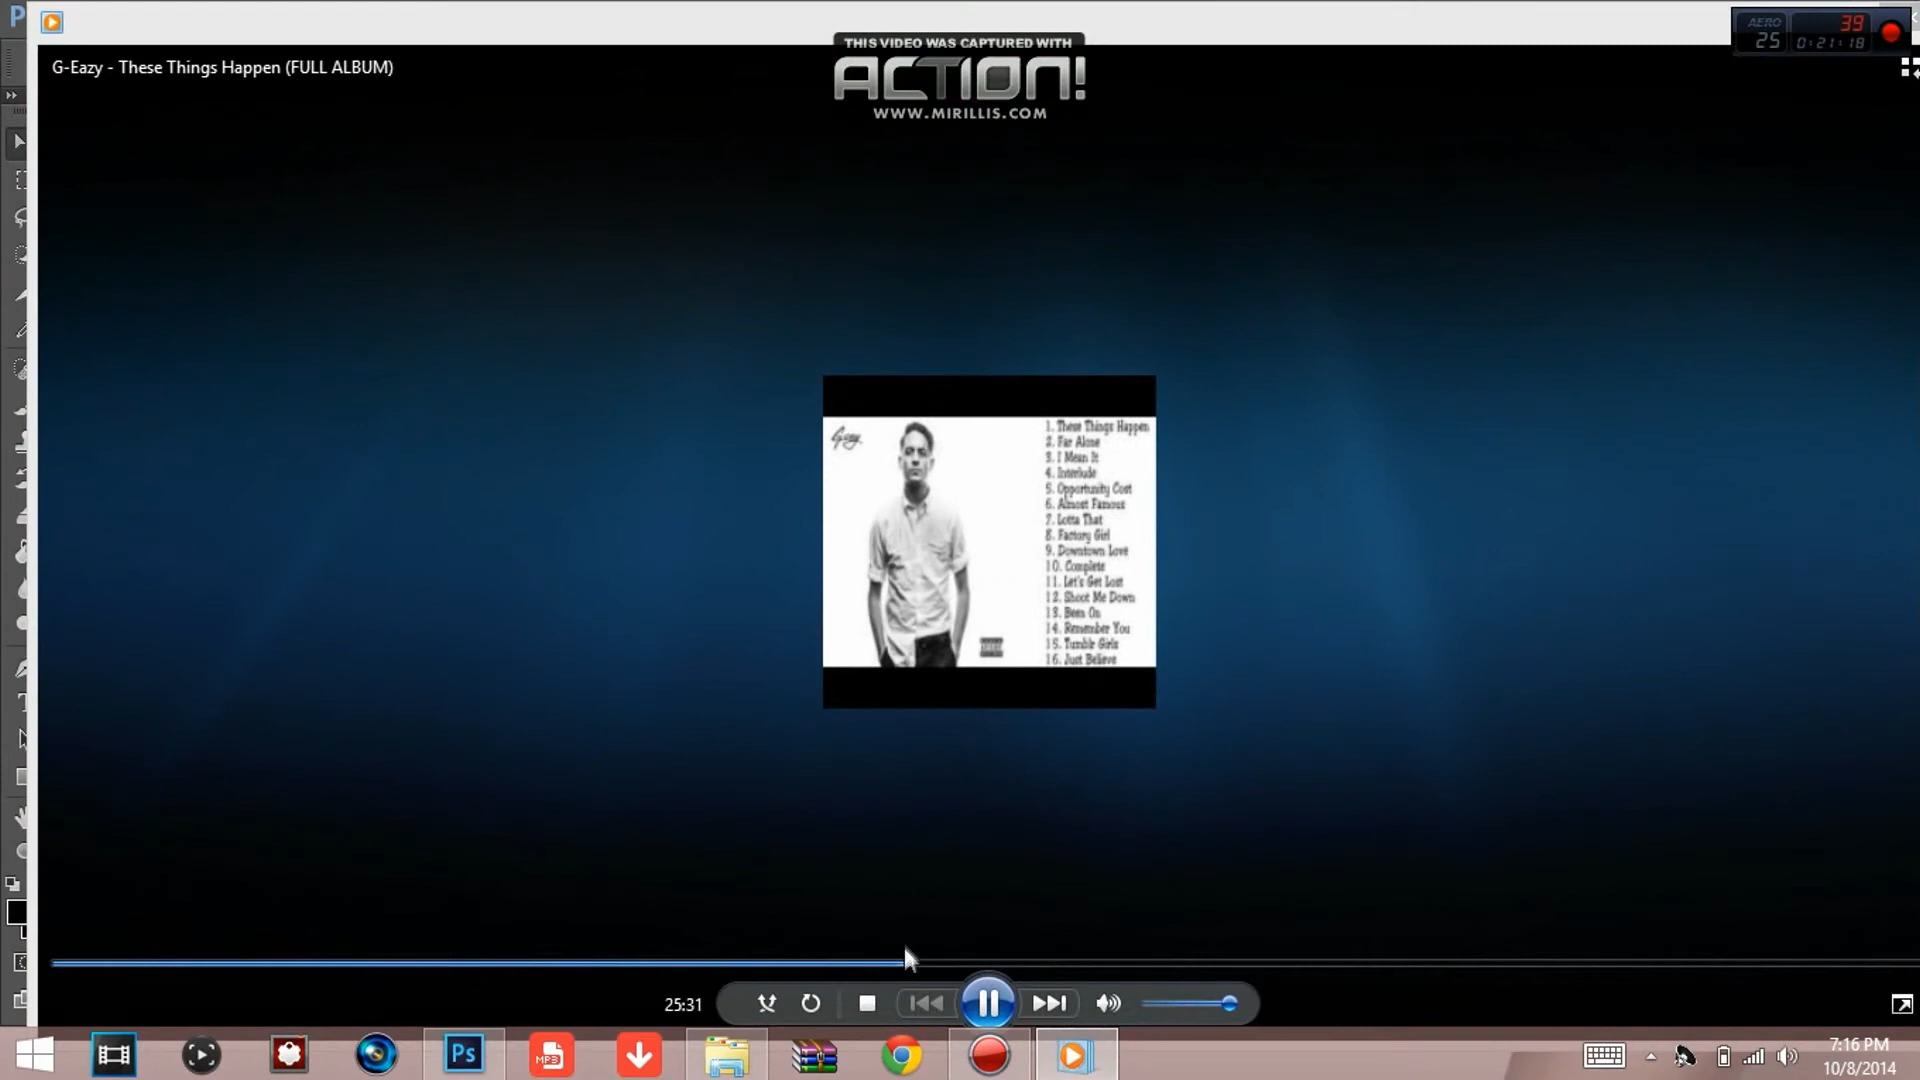 THIS VIDEO WAS CAPTURED WITH
ACTION!
WWW.MIRILLIS.COM
AERO
25
39
0:21:18
G-Eazy - These Things Happen (FULL ALBUM)
G-Eazy
1. These Things Happen
2. Far Alone
3. I Mean It
4. Interlude
5. Opportunity Cost
6. Almost Famous
7. Lotta That
8. Factory Girl
9. Downtown Love
10. Complete
11. Let's Get Lost
12. Shoot Me Down
13. Been On
14. Remember You
15. Tumblr Girls
16. Just Believe
25:31
Ps
MP3
7:16 PM
10/8/2014